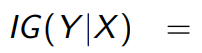 IG(Y|X) =